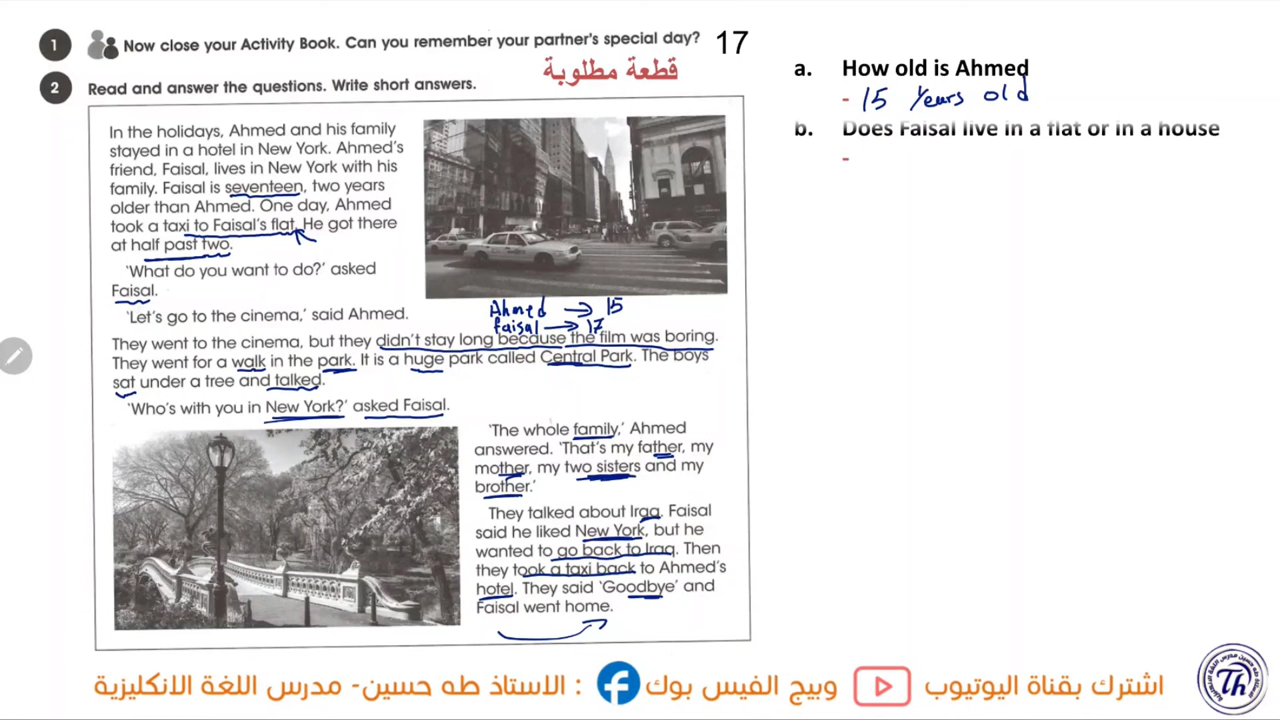 1 Now close your Activity Book. Can you remember your partner's special day? 17
قطعة مطلوبة
2 Read and answer the questions. Write short answers.
In the holidays, Ahmed and his family
stayed in a hotel in New York. Ahmed's
friend, Faisal, lives in New York with his
family. Faisal is seventeen, two years
older than Ahmed. One day, Ahmed
took a taxi to Faisal's flat. He got there
at half past two.
'What do you want to do?' asked
Faisal.
'Let's go to the cinema,' said Ahmed.
Ahmed → 15
faisal → 17
They went to the cinema, but they didn't stay long because the film was boring.
They went for a walk in the park. It is a huge park called Central Park. The boys
sat under a tree and talked.
'Who's with you in New York?' asked Faisal.
'The whole family,' Ahmed
answered. 'That's my father, my
mother, my two sisters and my
brother.'
They talked about Iraq. Faisal
said he liked New York, but he
wanted to go back to Iraq. Then
they took a taxi back to Ahmed's
hotel. They said 'Goodbye' and
Faisal went home.
a. How old is Ahmed
- 15 Years old
b. Does Faisal live in a flat or in a house
-
اشترك بقناة اليوتيوب وبيج الفيس بوك : الاستاذ طه حسين- مدرس اللغة الانكليزية
Th